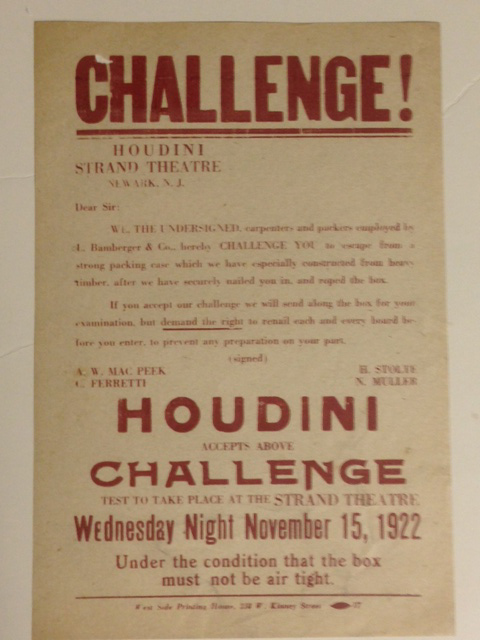 CHALLENGE!
HOUDINI
STRAND THEATRE
NEWARK, N. J.
Dear Sir:
WE, THE UNDERSIGNED, carpenters and packers employed by
L. Bamberger & Co., hereby CHALLENGE YOU to escape from a
strong packing case which we have especially constructed from heavy
timber, after we have securely nailed you in, and roped the box.
If you accept our challenge we will send along the box for your
examination, but demand the right to renail each and every board be-
fore you enter, to prevent any preparation on your part.
(signed)
A. W. MAC PEEK H. STOLTE
C. FERRETTI N. MULLER
HOUDINI
ACCEPTS ABOVE
CHALLENGE
TEST TO TAKE PLACE AT THE STRAND THEATRE
Wednesday Night November 15, 1922
Under the condition that the box
must not be air tight.
West Side Printing House, W. Kinney Street